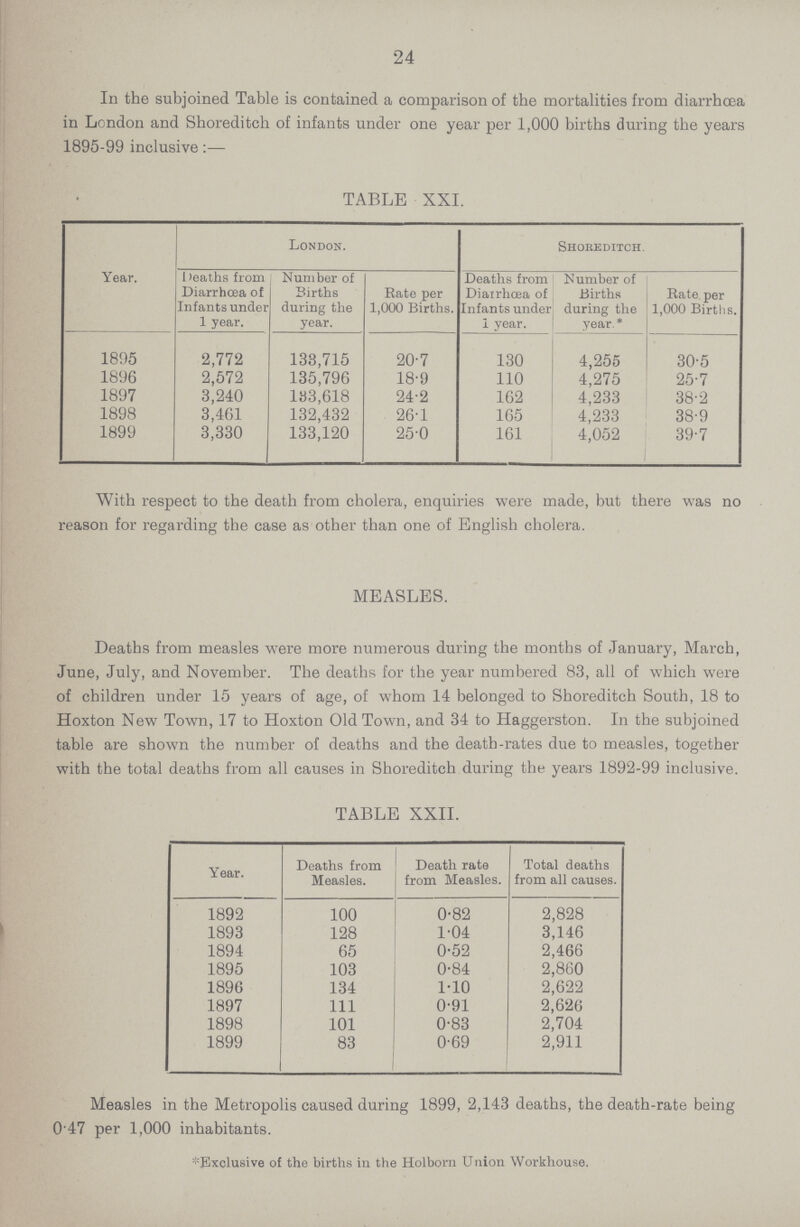 24
In the subjoined Table is contained a comparison of the mortalities from diarrhœa
in London and Shoreditch of infants under one year per 1,000 births during the years
1895-99 inclusive :—
TABLE XXI.
Year. London. Shoreditch.
Deaths from Diarrhœa of Infants under 1 year. Number of Births during the year. Rate per 1,000 Births. Deaths from Diarrhœa of Infants under 1 year. Number of Births during the year.* Rate per 1,000 Births.
1895 2,772 133,715 20·7 130 4,255 30·5
1896 2,572 135,796 18·9 110 4,275 25·7
1897 3,240 133,618 24·2 162 4,233 38·2
1898 3,461 132,432 26·1 165 4,233 38·9
1899 3,330 133,120 25·0 161 4,052 39·7
With respect to the death from cholera, enquiries were made, but there was no
reason for regarding the case as other than one of English cholera.
MEASLES.
Deaths from measles were more numerous during the months of January, March,
June, July, and November. The deaths for the year numbered 83, all of which were
of children under 15 years of age, of whom 14 belonged to Shoreditch South, 18 to
Hoxton New Town, 17 to Hoxton Old Town, and 34 to Haggerston. In the subjoined
table are shown the number of deaths and the death-rates due to measles, together
with the total deaths from all causes in Shoreditch during the years 1892-99 inclusive.
TABLE XXII.
Year. Deaths from Measles. Death rate from Measles. Total deaths from all causes.
1892 100 0·82 2,828
1893 128 1·04 3,146
1894 65 0·52 2,466
1895 103 0·84 2,860
1896 134 1·10 2,622
1897 111 0·91 2,626
1898 101 0·83 2,704
1899 83 0·69 2,911
Measles in the Metropolis caused during 1899, 2,143 deaths, the death-rate being
0·47 per 1,000 inhabitants.
*Exclusive of the births in the Holborn Union Workhouse.